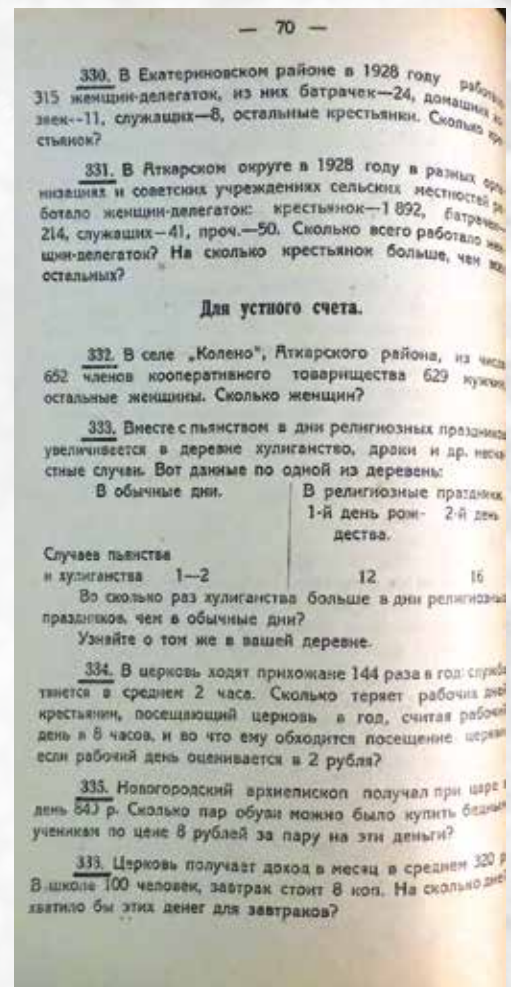 — 70 —
330. В Екатериновском районе в 1928 году
315 женщин-делегаток, из них батрачек—24, домашних хо-
зяек--11, служащих—8, остальные крестьянки. Сколько кре-
стьянок?
331. В Аткарском округе в 1928 году в разных орга-
низациях и советских учреждениях сельских местностей ра-
ботало женщин-делегаток: крестьянок—1 892, батрачек—
214, служащих—41, проч.—50. Сколько всего работало жен-
щин-делегаток? На сколько крестьянок больше, чем всех
остальных?
Для устного счета.
332. В селе „Колено", Аткарского района, из числа
652 членов кооперативного товарищества 629 мужчин,
остальные женщины. Сколько женщин?
333. Вместе с пьянством в дни религиозных праздников
увеличивается в деревне хулиганство, драки и др. несча-
стные случаи. Вот данные по одной из деревень:
В обычные дни. В религиозные праздники.
1-й день рож- 2-й день
дества.
Случаев пьянства
и хулиганства 1—2 12 16
Во сколько раз хулиганства больше в дни религиозных
праздников, чем в обычные дни?
Узнайте о том же в вашей деревне.
334. В церковь ходят прихожане 144 раза в год: служба
тянется в среднем 2 часа. Сколько теряет рабочих дней
крестьянин, посещающий церковь в год, считая рабочий
день в 8 часов, и во что ему обходится посещение церкви
если рабочий день оценивается в 2 рубля?
335. Новогородский архиепископ получал при царе в
день 840 р. Сколько пар обуви можно было купить бедным
ученикам по цене 8 рублей за пару на эти деньги?
333. Церковь получает доход в месяц в среднем 320 р
В школе 100 человек, завтрак стоит 8 коп. На сколько дней
хватило бы этих денег для завтраков?